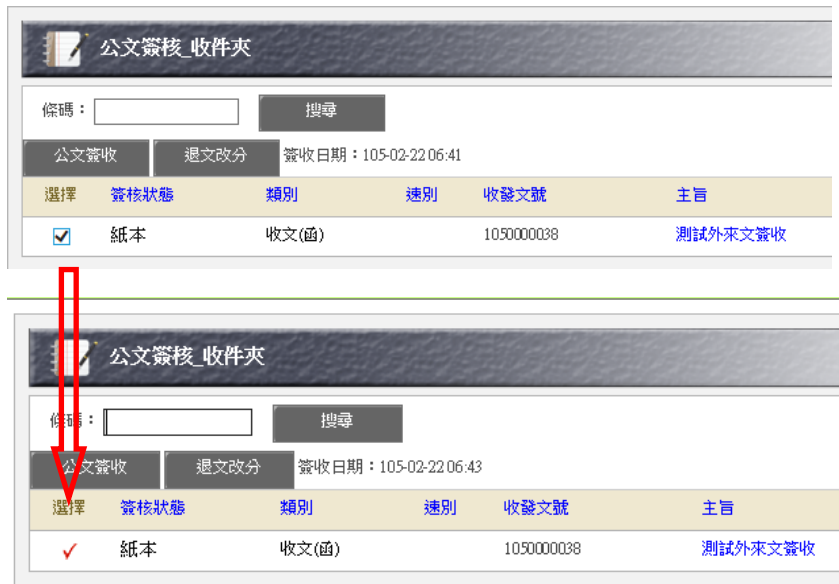 公文簽核_收件夾
條碼： 搜尋
公文簽收 退文改分 簽收日期：105-02-22 06:41
選擇 簽核狀態 類別 速別 收發文號 主旨
紙本 收文(函) 1050000038 測試外來文簽收
公文簽核_收件夾
條碼： 搜尋
公文簽收 退文改分 簽收日期：105-02-22 06:43
選擇 簽核狀態 類別 速別 收發文號 主旨
紙本 收文(函) 1050000038 測試外來文簽收